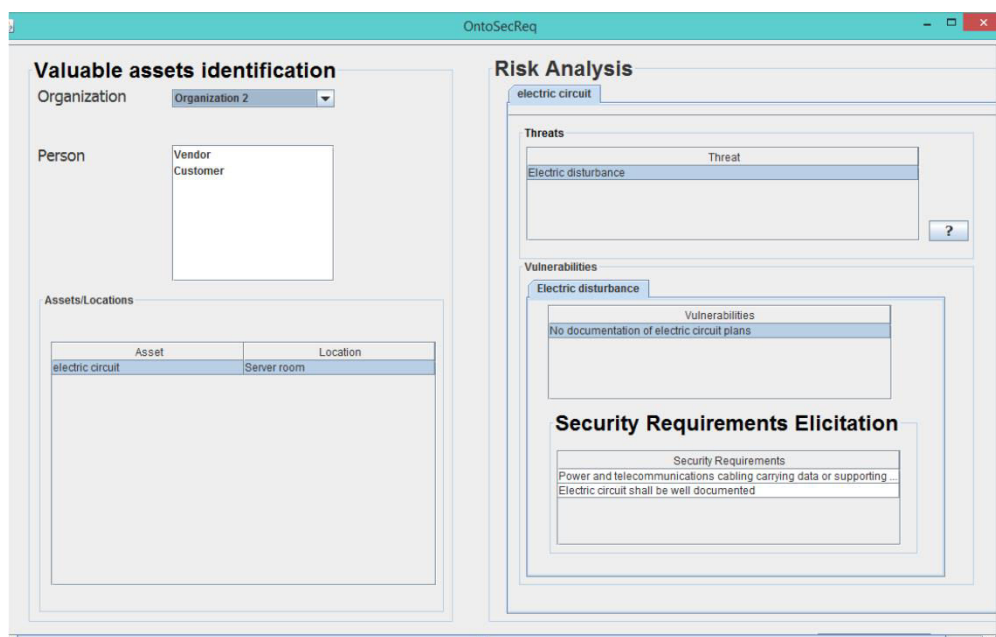 OntoSecReq
Valuable assets identification
Organization
Organization 2
Person
Vendor
Customer
Assets/Locations
Asset Location
electric circuit Server room
Risk Analysis
electric circuit
Threats
Threat
Electric disturbance
?
Vulnerabilities
Electric disturbance
Vulnerabilities
No documentation of electric circuit plans
Security Requirements Elicitation
Security Requirements
Power and telecommunications cabling carrying data or supporting ...
Electric circuit shall be well documented